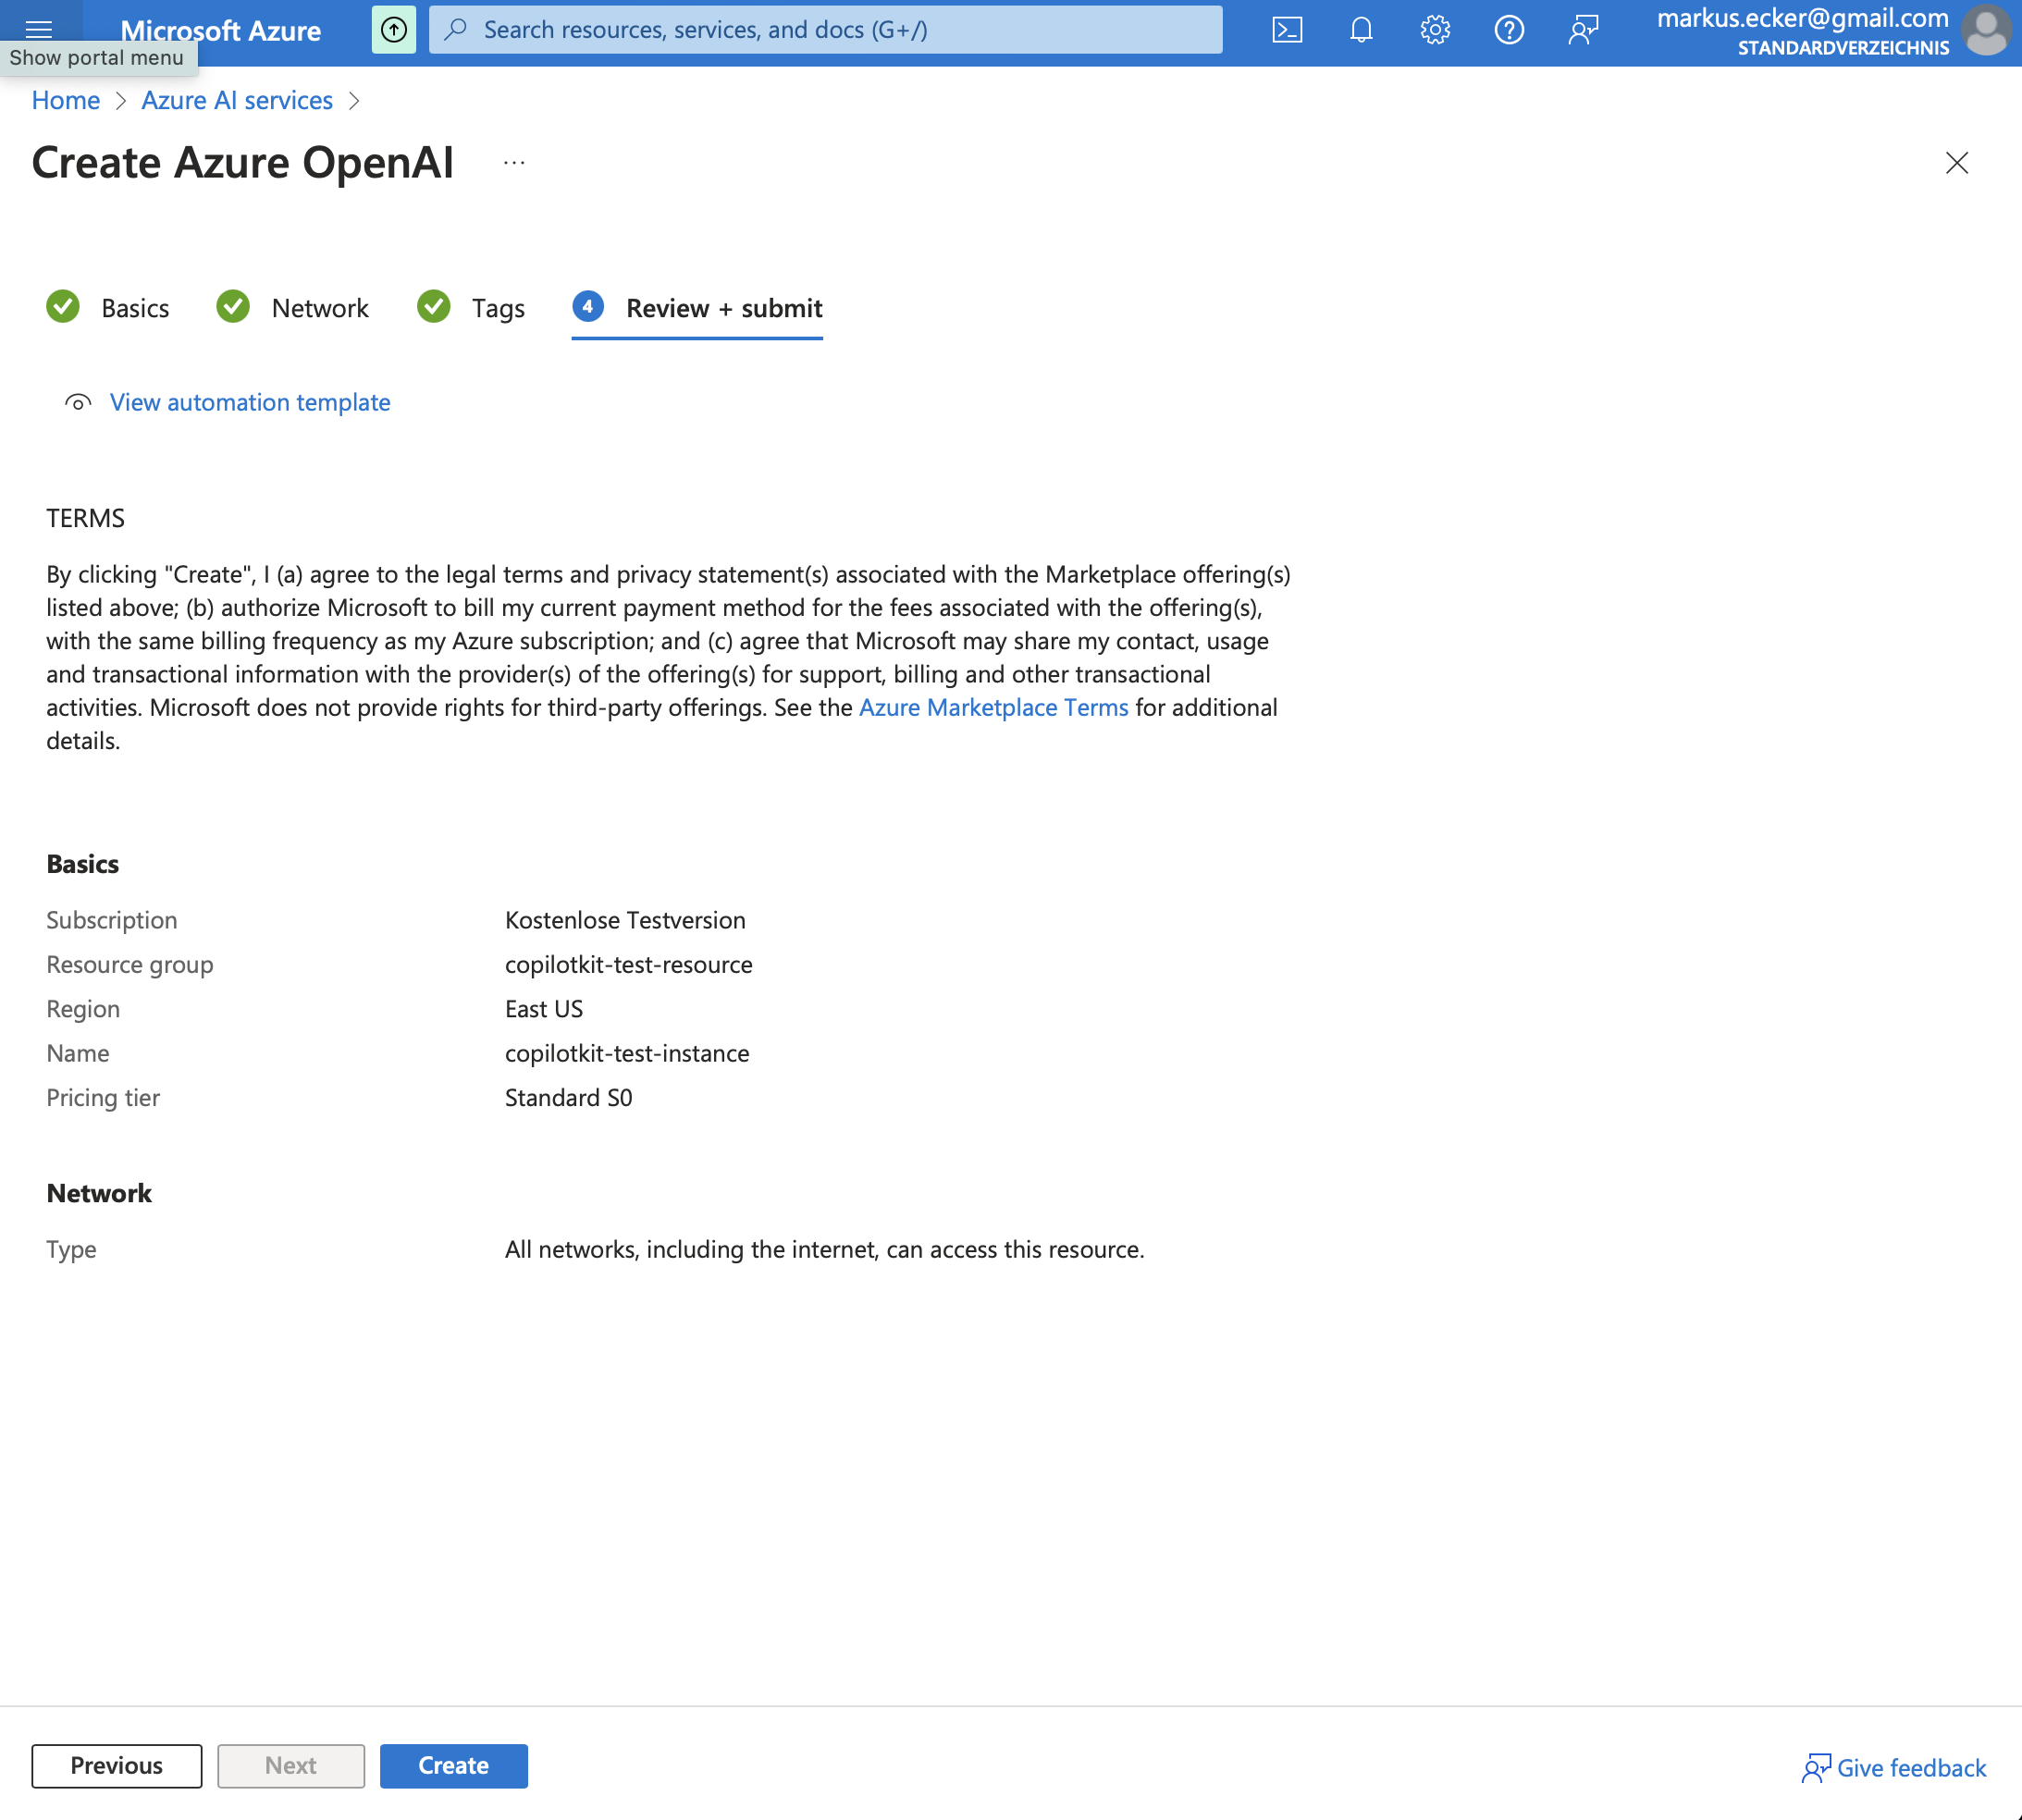 Microsoft Azure
Search resources, services, and docs (G+/)
markus.ecker@gmail.com
STANDARDVERZEICHNIS
Show portal menu
Home > Azure AI services >
Create Azure OpenAI ...
Basics
Network
Tags
4 Review + submit
View automation template
TERMS
By clicking "Create", I (a) agree to the legal terms and privacy statement(s) associated with the Marketplace offering(s)
listed above; (b) authorize Microsoft to bill my current payment method for the fees associated with the offering(s),
with the same billing frequency as my Azure subscription; and (c) agree that Microsoft may share my contact, usage
and transactional information with the provider(s) of the offering(s) for support, billing and other transactional
activities. Microsoft does not provide rights for third-party offerings. See the Azure Marketplace Terms for additional
details.
Basics
Subscription Kostenlose Testversion
Resource group copilotkit-test-resource
Region East US
Name copilotkit-test-instance
Pricing tier Standard S0
Network
Type All networks, including the internet, can access this resource.
Previous
Next
Create
Give feedback